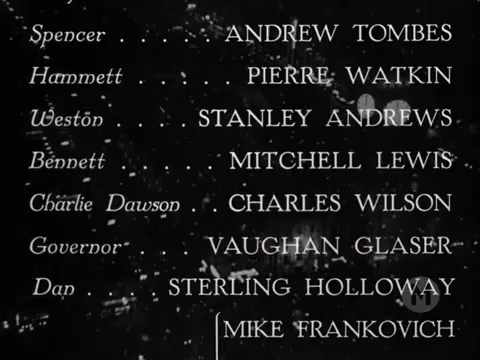 Spencer . . . . . . ANDREW TOMBES
Hammett . . . . . PIERRE WATKIN
Weston . . . . STANLEY ANDREWS
Bennett . . . . . . MITCHELL LEWIS
Charlie Dawson . . CHARLES WILSON
Governor . . . VAUGHAN GLASER
Dan . . . . STERLING HOLLOWAY
MIKE FRANKOVICH
M